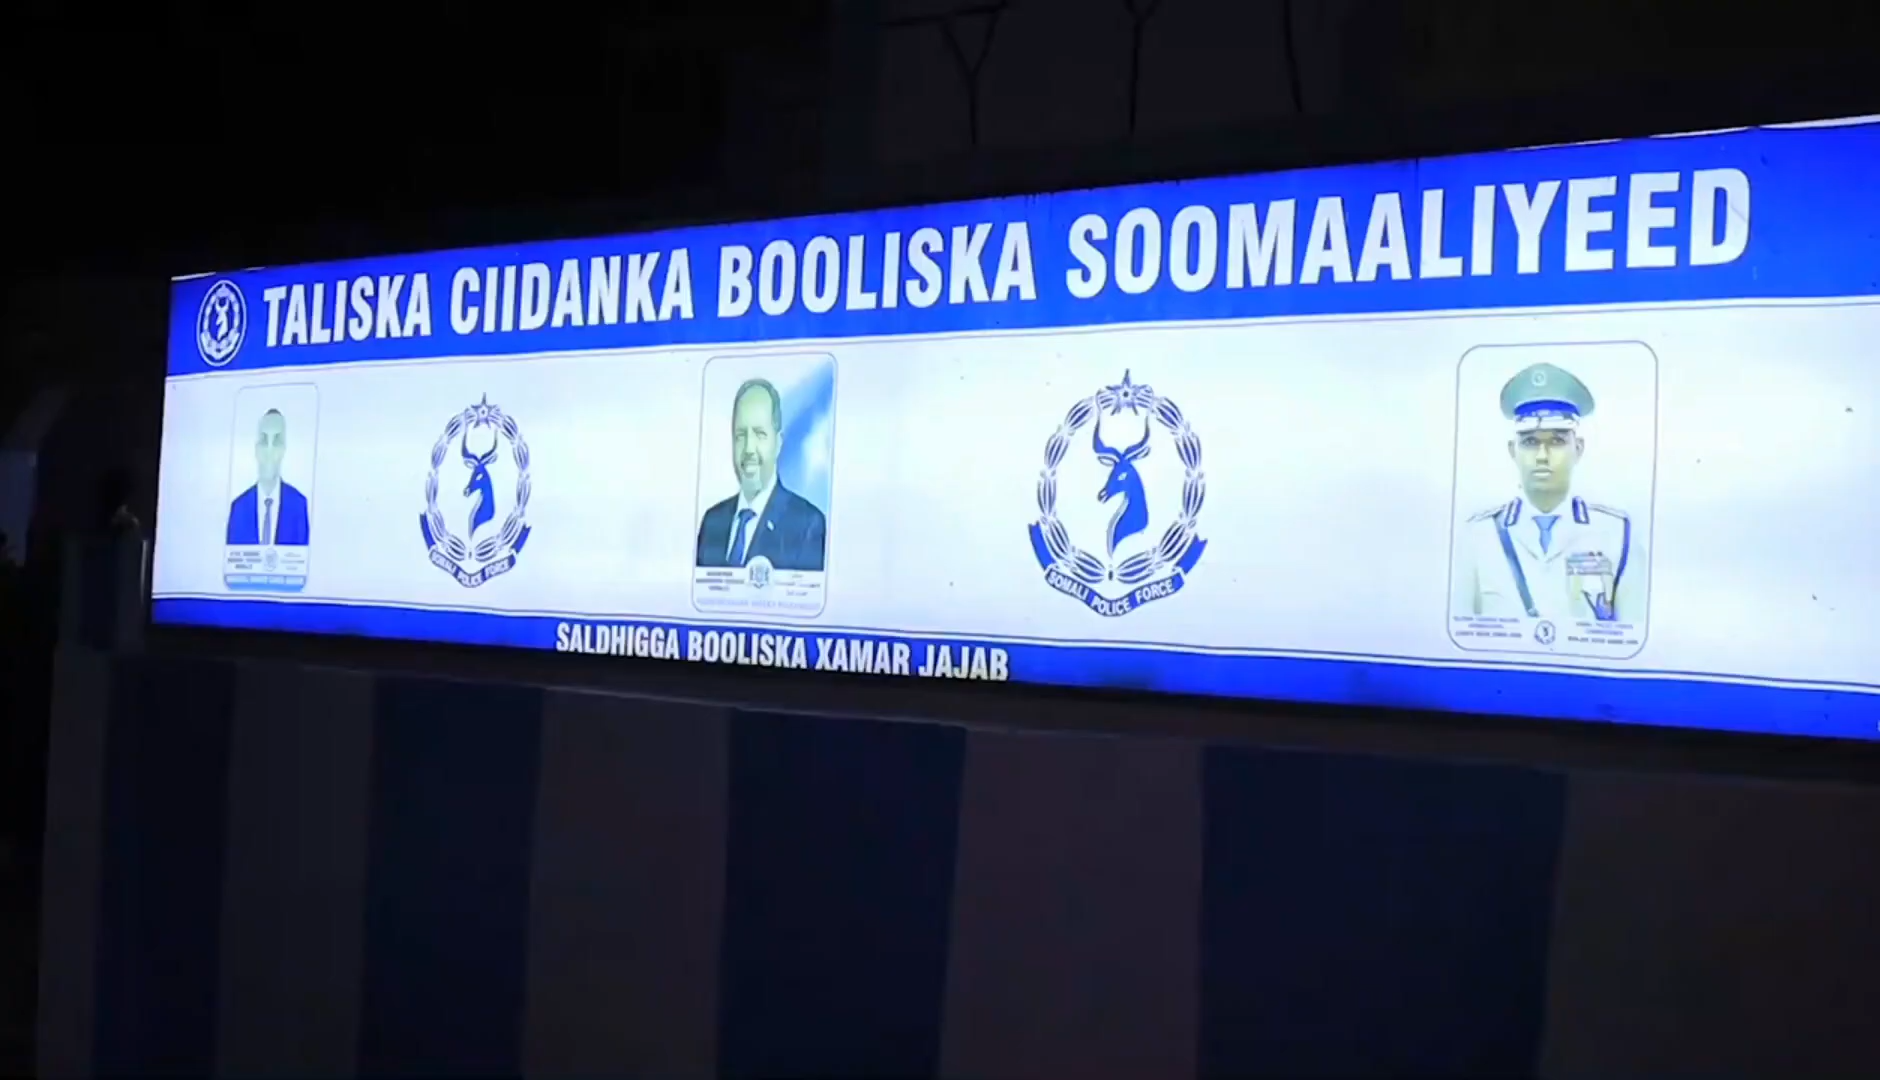 TALISKA CIIDANKA BOOLISKA SOOMAALIYEED
SOMALI POLICE FORCE
SOMALI POLICE FORCE
SALDHIGGA BOOLISKA XAMAR JAJAB